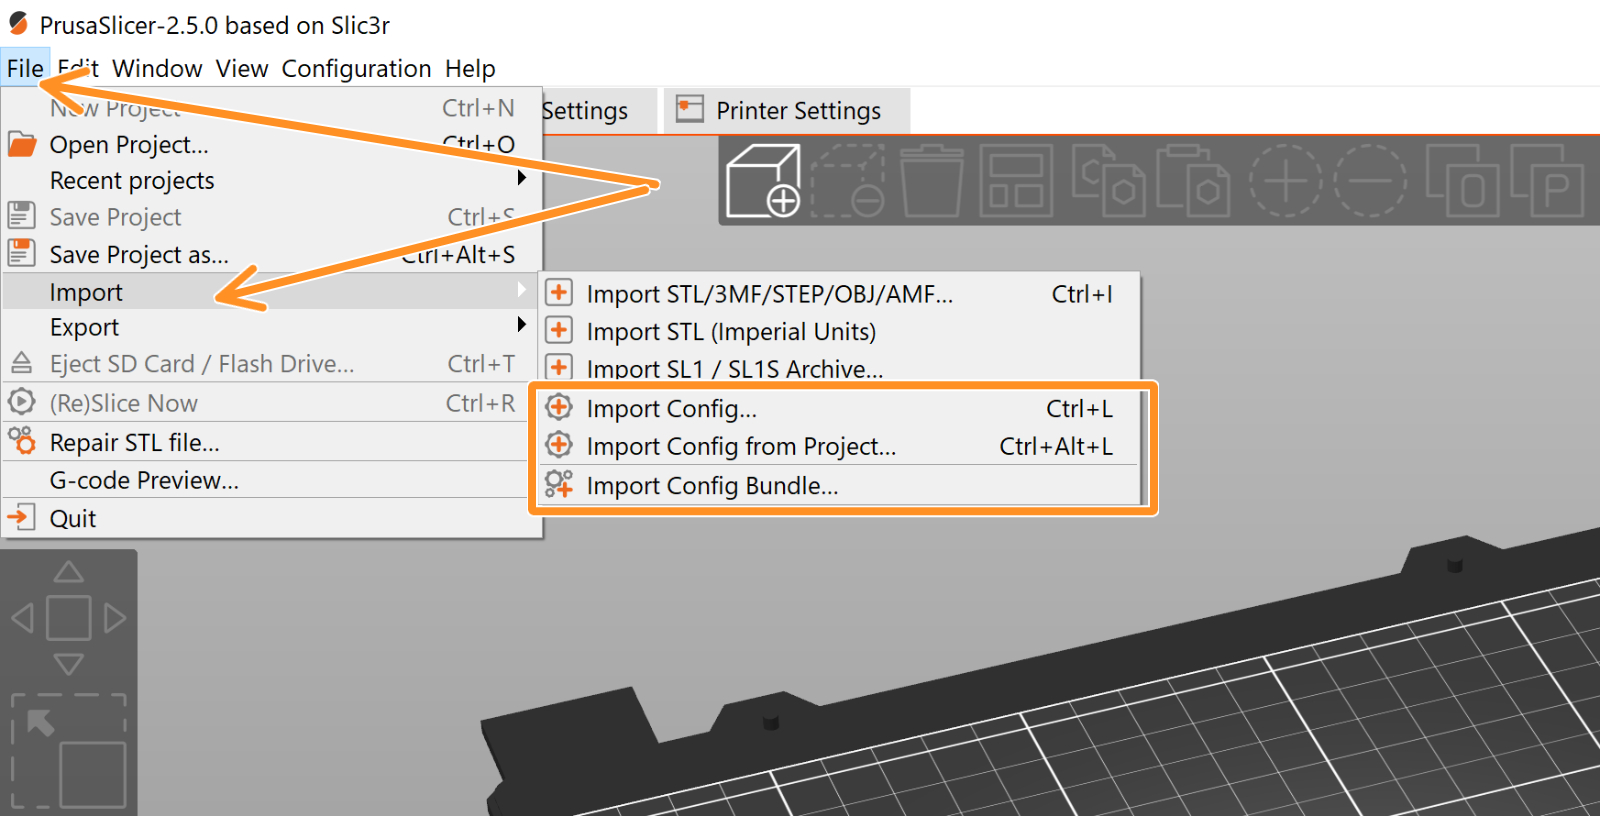 PrusaSlicer-2.5.0 based on Slic3r
File Edit Window View Configuration Help
New Project Ctrl+N
Settings
Printer Settings
Open Project... Ctrl+O
Recent projects
Save Project Ctrl+S
Save Project as... Ctrl+Alt+S
Import
Export
Eject SD Card / Flash Drive... Ctrl+T
(Re)Slice Now Ctrl+R
Repair STL file...
G-code Preview...
Quit
Import STL/3MF/STEP/OBJ/AMF... Ctrl+I
Import STL (Imperial Units)
Import SL1 / SL1S Archive...
Import Config... Ctrl+L
Import Config from Project... Ctrl+Alt+L
Import Config Bundle...
C
O
P